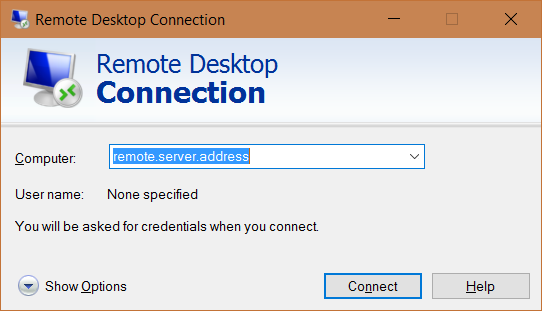 Remote Desktop Connection
Remote Desktop
Connection
Computer: remote.server.address
User name: None specified
You will be asked for credentials when you connect.
Show Options Connect Help